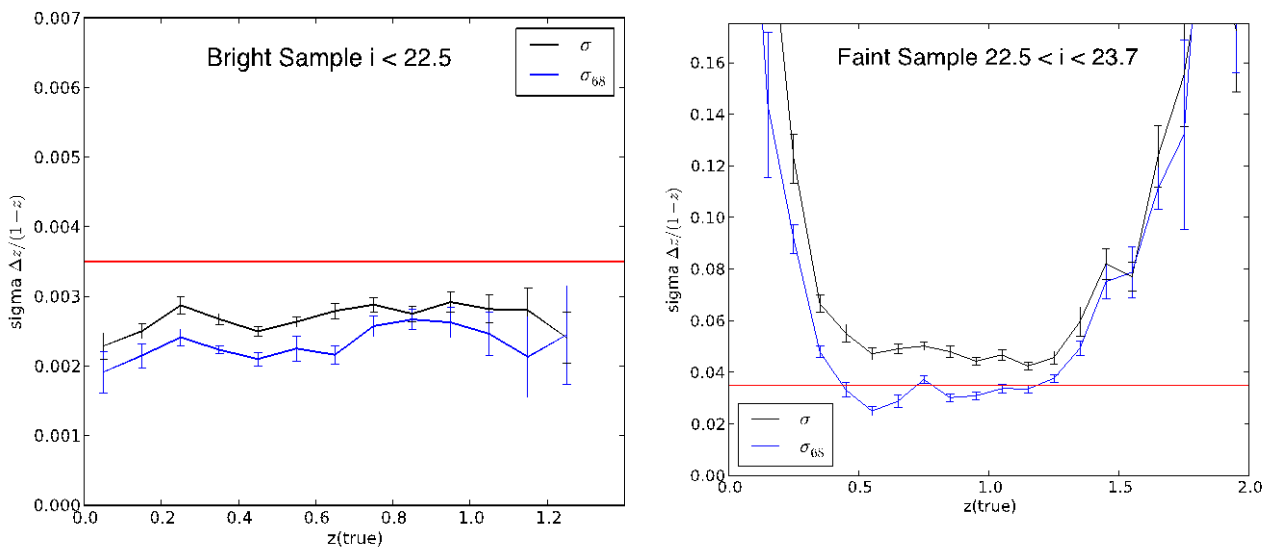 0.007
0.006
0.005
0.004
0.003
0.002
0.001
0.000
sigma Δz/(1−z)
Bright Sample i < 22.5
σ
σ68
0.0 0.2 0.4 0.6 0.8 1.0 1.2
z(true)
0.16
0.14
0.12
0.10
0.08
0.06
0.04
0.02
0.00
sigma Δz/(1−z)
Faint Sample 22.5 < i < 23.7
σ
σ68
0.0 0.5 1.0 1.5 2.0
z(true)